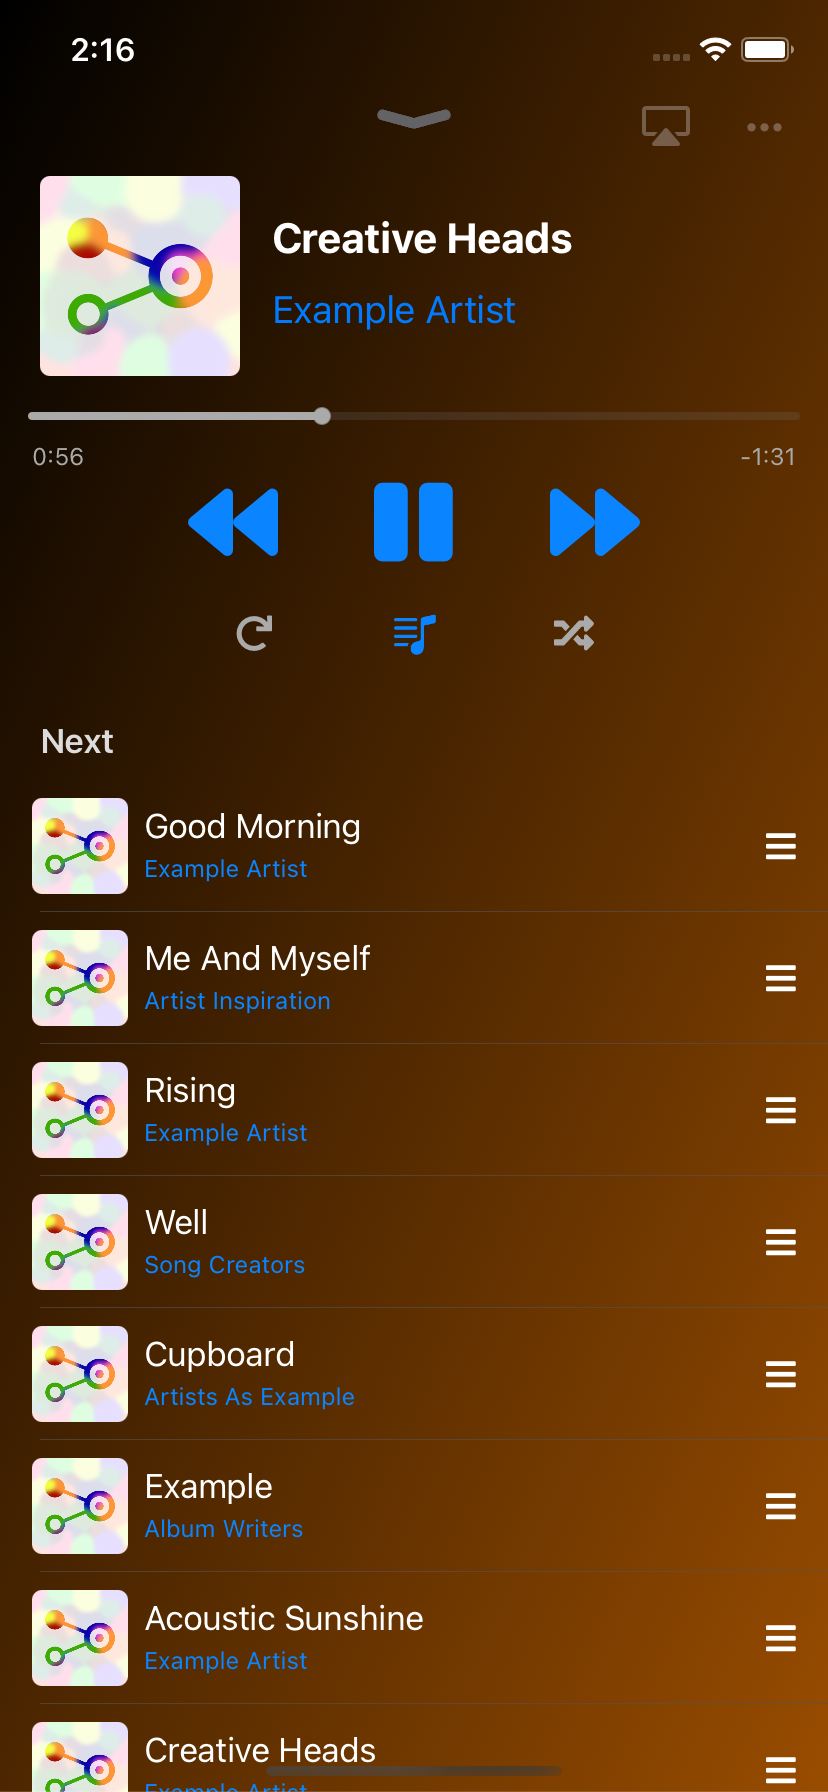 2:16
Creative Heads
Example Artist
0:56
-1:31
Next
Good Morning
Example Artist
Me And Myself
Artist Inspiration
Rising
Example Artist
Well
Song Creators
Cupboard
Artists As Example
Example
Album Writers
Acoustic Sunshine
Example Artist
Creative Heads
Example Artist